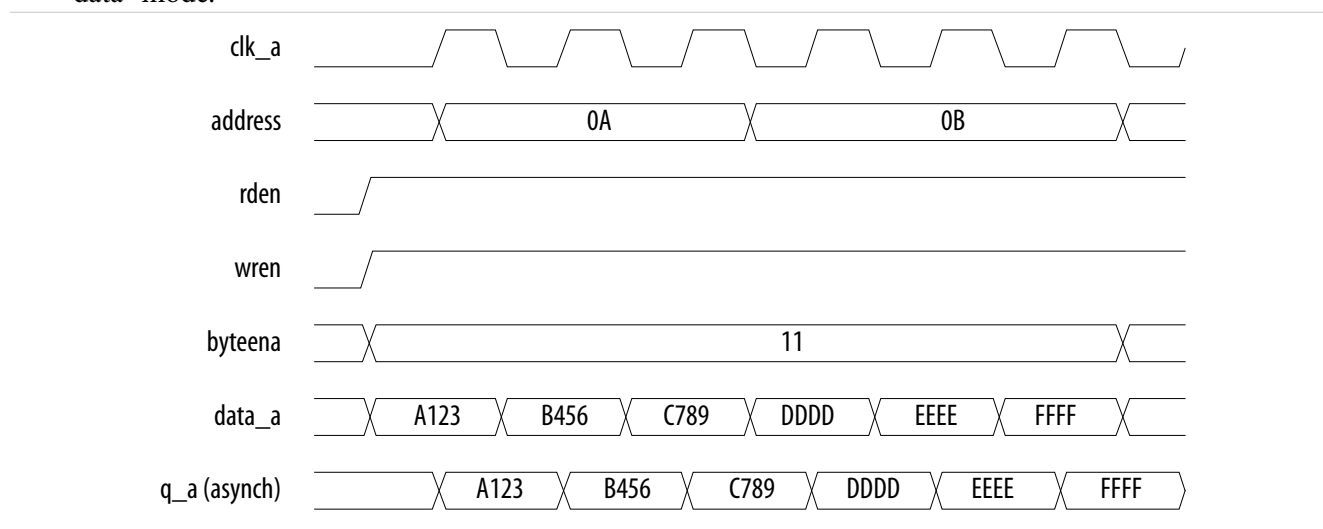 data” mode.
clk_a
address 0A 0B
rden
wren
byteena 11
data_a A123 B456 C789 DDDD EEEE FFFF
q_a (asynch) A123 B456 C789 DDDD EEEE FFFF